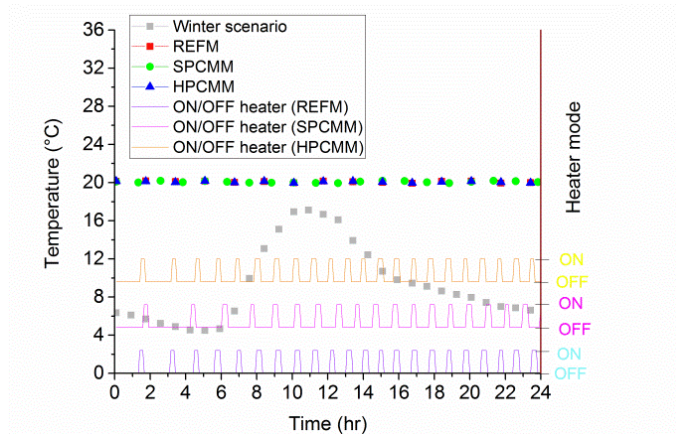 Winter scenario
REFM
SPCMM
HPCMM
ON/OFF heater (REFM)
ON/OFF heater (SPCMM)
ON/OFF heater (HPCMM)
Temperature (°C)
36
32
28
24
20
16
12
8
4
0
0 2 4 6 8 10 12 14 16 18 20 22 24
Time (hr)
Heater mode
ON
OFF
ON
OFF
ON
OFF